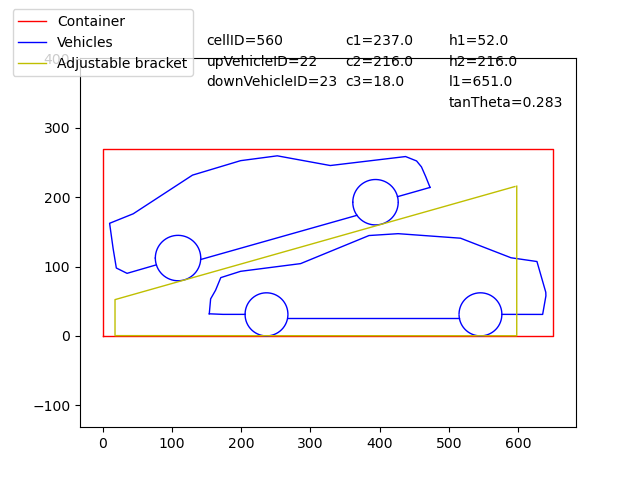 Container
Vehicles
Adjustable bracket
cellID=560
c1=237.0
h1=52.0
upVehicleID=22
c2=216.0
h2=216.0
downVehicleID=23
c3=18.0
l1=651.0
tanTheta=0.283
400
300
200
100
0
−100
0
100
200
300
400
500
600